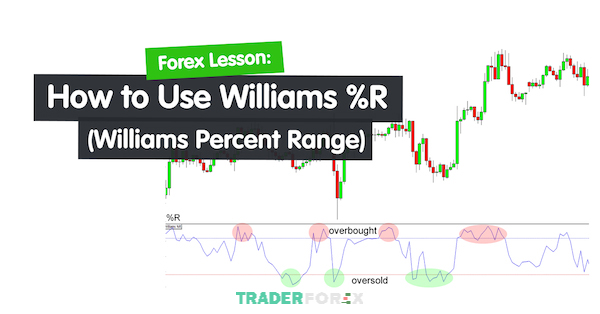 Forex Lesson:
How to Use Williams %R
(Williams Percent Range)
%R
overbought
oversold
TRADERFOREX